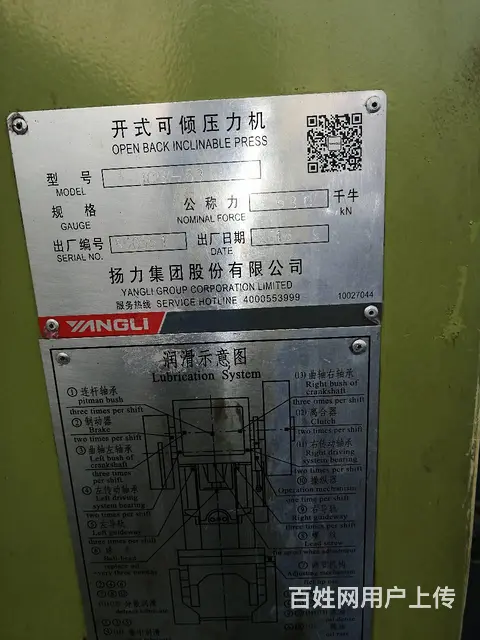 开式可倾压力机
OPEN BACK INCLINABLE PRESS
型 号
MODEL
规 格
GAUGE
公 称 力
NOMINAL FORCE
千牛
kN
出厂编号
SERIAL NO.
出厂日期
DATE
扬力集团股份有限公司
YANGLI GROUP CORPORATION LIMITED
服务热线 SERVICE HOTLINE 4000553999
10027044
YANGLI
润滑示意图
Lubrication System
① 连杆轴承
pitman bush
three times per shift
② 制动器
Brake
two times per shift
③ 曲轴左轴承
Left bush of
crankshaft
three times
per shift
④ 左传动轴承
Left driving
system bearing
two times per shift
⑤ 左导轨
Left guideway
three times per shift
⑬ 曲轴右轴承
Right bush of
crankshaft
three times per shift
⑫ 离合器
Clutch
two times per shift
⑪ 右传动轴承
Right driving
system bearing
two times per shift
⑩ 操纵器
Operation mechanism
one time per shift
⑨ 右导轨
Right guideway
three times per shift
Lead screw
百姓网用户上传